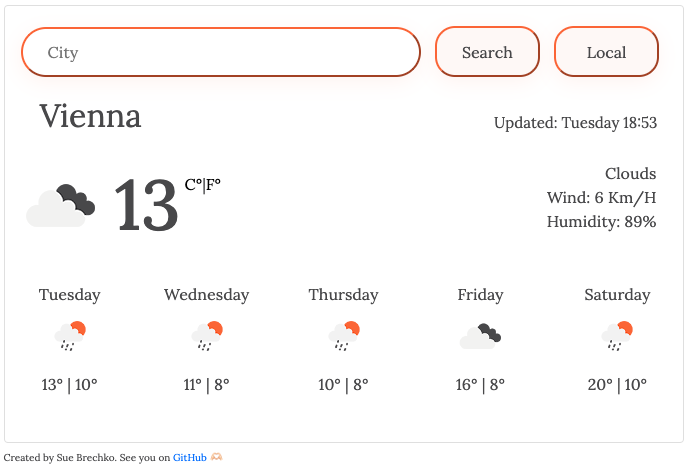 City
Search
Local
Vienna
Updated: Tuesday 18:53
13 C°|F°
Clouds
Wind: 6 Km/H
Humidity: 89%
Tuesday Wednesday Thursday Friday Saturday
13° | 10° 11° | 8° 10° | 8° 16° | 8° 20° | 10°
Created by Sue Brechko. See you on GitHub